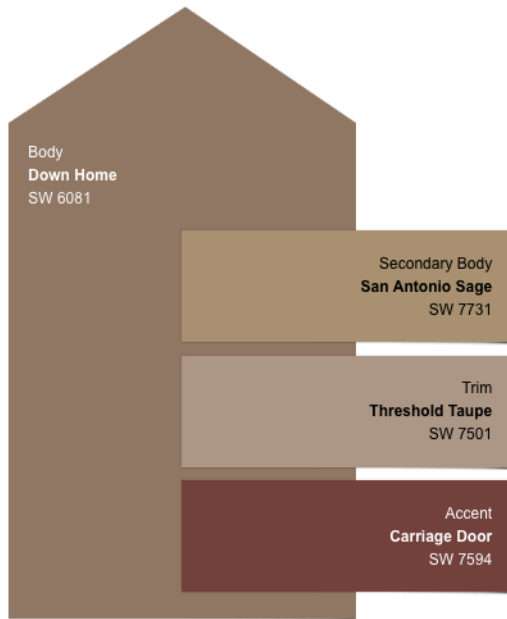 Body
Down Home
SW 6081
Secondary Body
San Antonio Sage
SW 7731
Trim
Threshold Taupe
SW 7501
Accent
Carriage Door
SW 7594